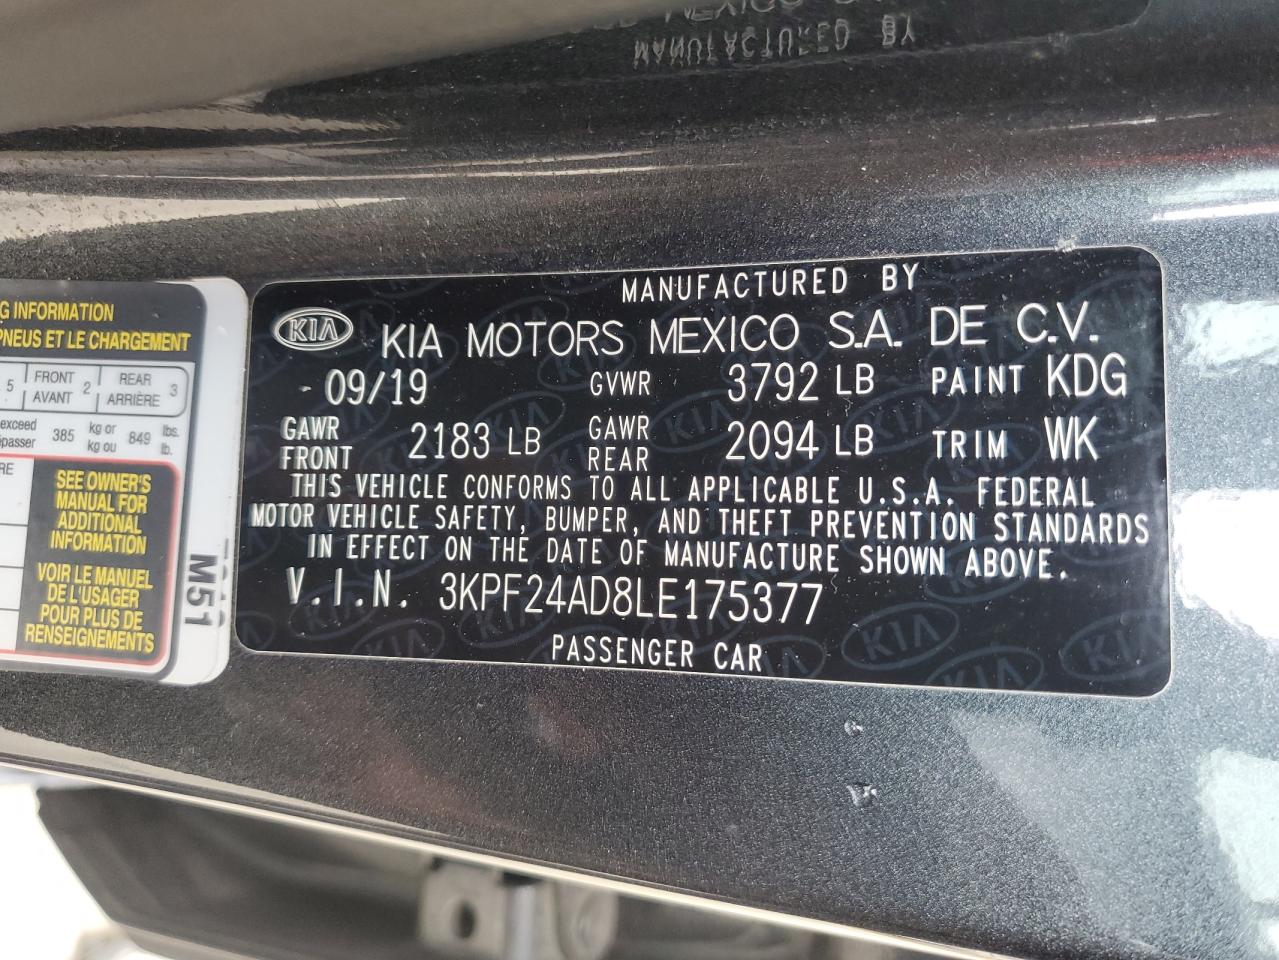 MANUFACTURED BY
G INFORMATION
PNEUS ET LE CHARGEMENT
5 FRONT AVANT 2 REAR ARRIÈRE 3
exceed 385 kg or kg ou 849 lbs. lb.
SEE OWNER'S
MANUAL FOR
ADDITIONAL
INFORMATION
VOIR LE MANUEL
DE L'USAGER
POUR PLUS DE
RENSEIGNEMENTS
M51
MANUFACTURED BY
KIA KIA MOTORS MEXICO S.A. DE C.V.
09/19 GVWR 3792 LB PAINT KDG
GAWR FRONT 2183 LB GAWR REAR 2094 LB TRIM WK
THIS VEHICLE CONFORMS TO ALL APPLICABLE U.S.A. FEDERAL
MOTOR VEHICLE SAFETY, BUMPER, AND THEFT PREVENTION STANDARDS
IN EFFECT ON THE DATE OF MANUFACTURE SHOWN ABOVE.
V.I.N. 3KPF24AD8LE175377
PASSENGER CAR